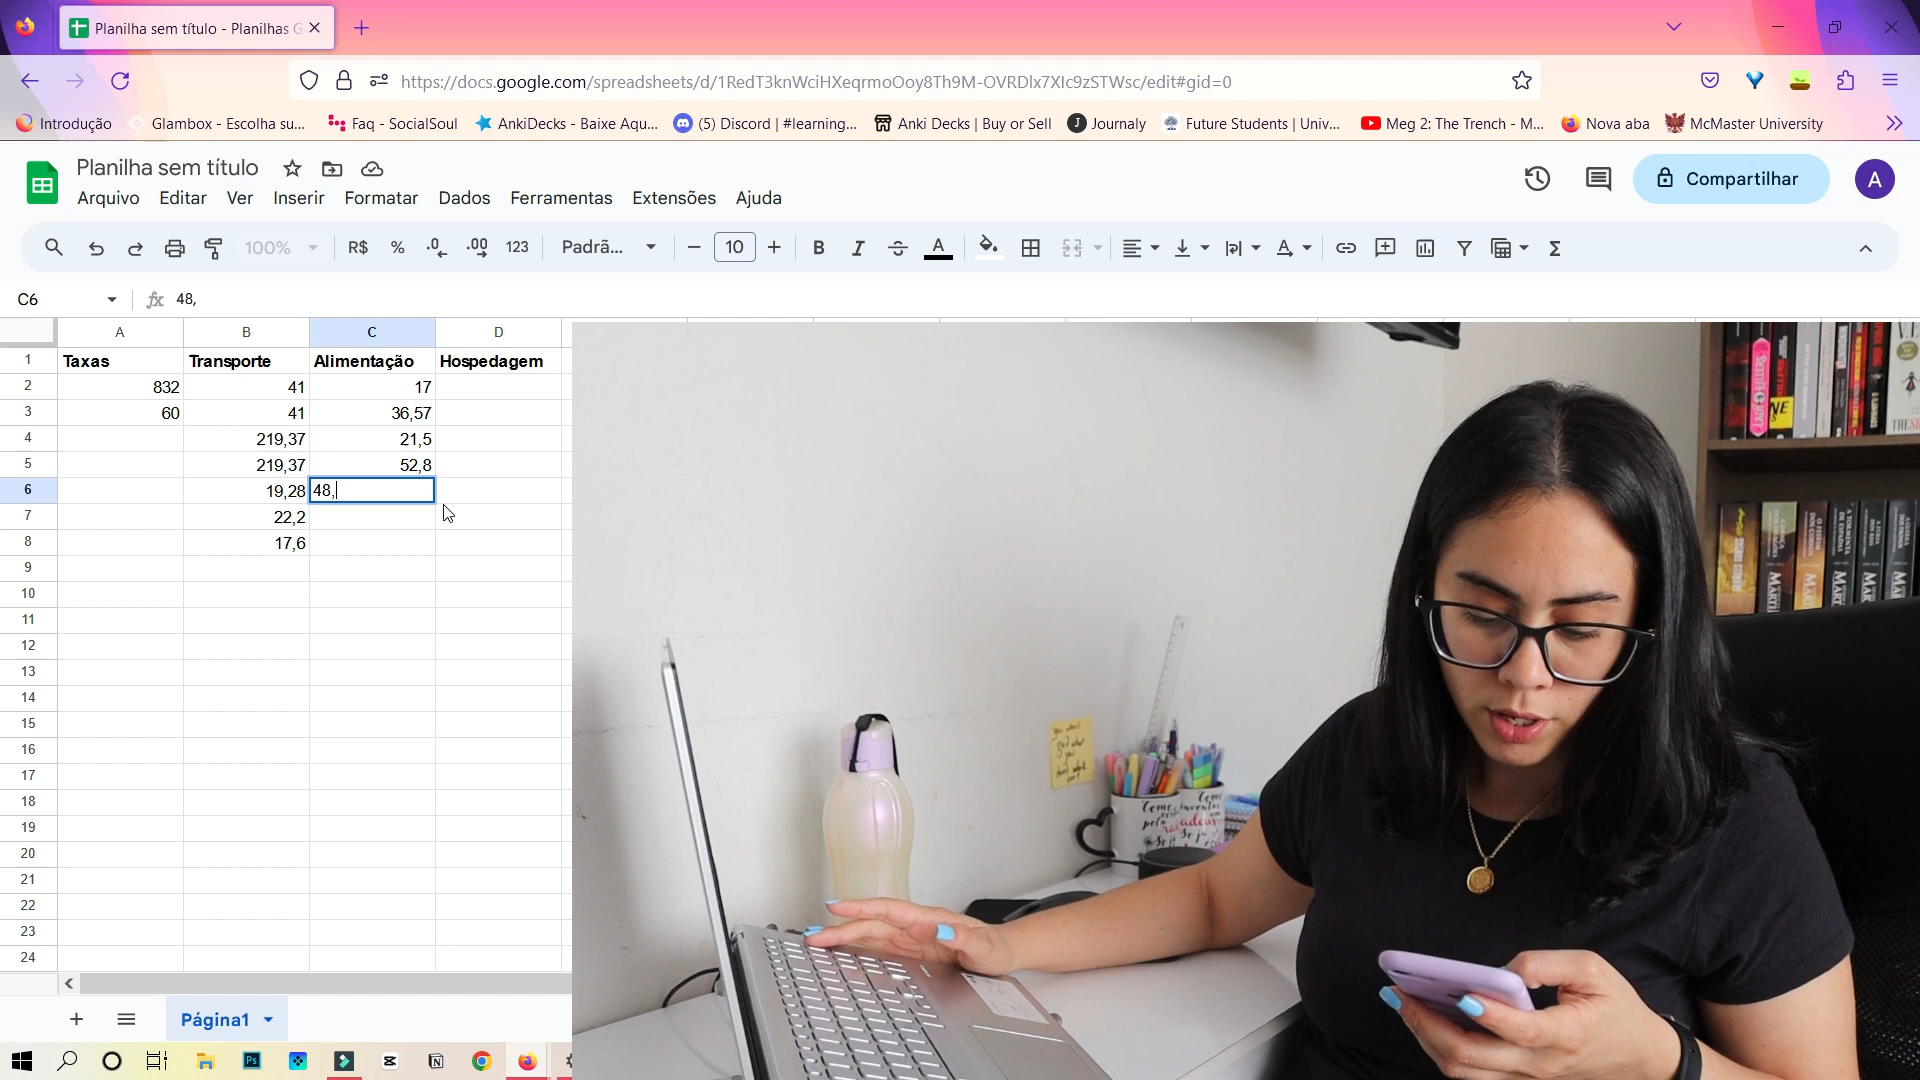 Planilha sem título - Planilhas G
https://docs.google.com/spreadsheets/d/1RedT3knWciHXeqrmoOoy8Th9M-OVRDlx7Xlc9zSTWsc/edit#gid=0
Introdução Glambox - Escolha su... Faq - SocialSoul AnkiDecks - Baixe Aqu... (5) Discord | #learning... Anki Decks | Buy or Sell Journaly Future Students | Univ... Meg 2: The Trench - M... Nova aba McMaster University
Planilha sem título
Compartilhar
A
Arquivo Editar Ver Inserir Formatar Dados Ferramentas Extensões Ajuda
100% R$ % .0 .00 123 Padrã... 10 B I A
C6 fx 48,
A B C D
1 Taxas Transporte Alimentação Hospedagem
2 832 41 17
3 60 41 36,57
4 219,37 21,5
5 219,37 52,8
6 19,28 48,
7 22,2
8 17,6
9
10
11
12
13
14
15
16
17
18
19
20
21
22
23
24
Página1